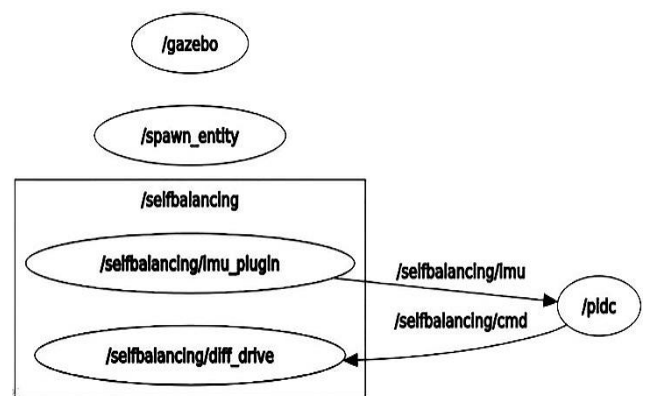 /gazebo
/spawn_entity
/selfbalancing
/selfbalancing/imu_plugin
/selfbalancing/imu
/pidc
/selfbalancing/cmd
/selfbalancing/diff_drive